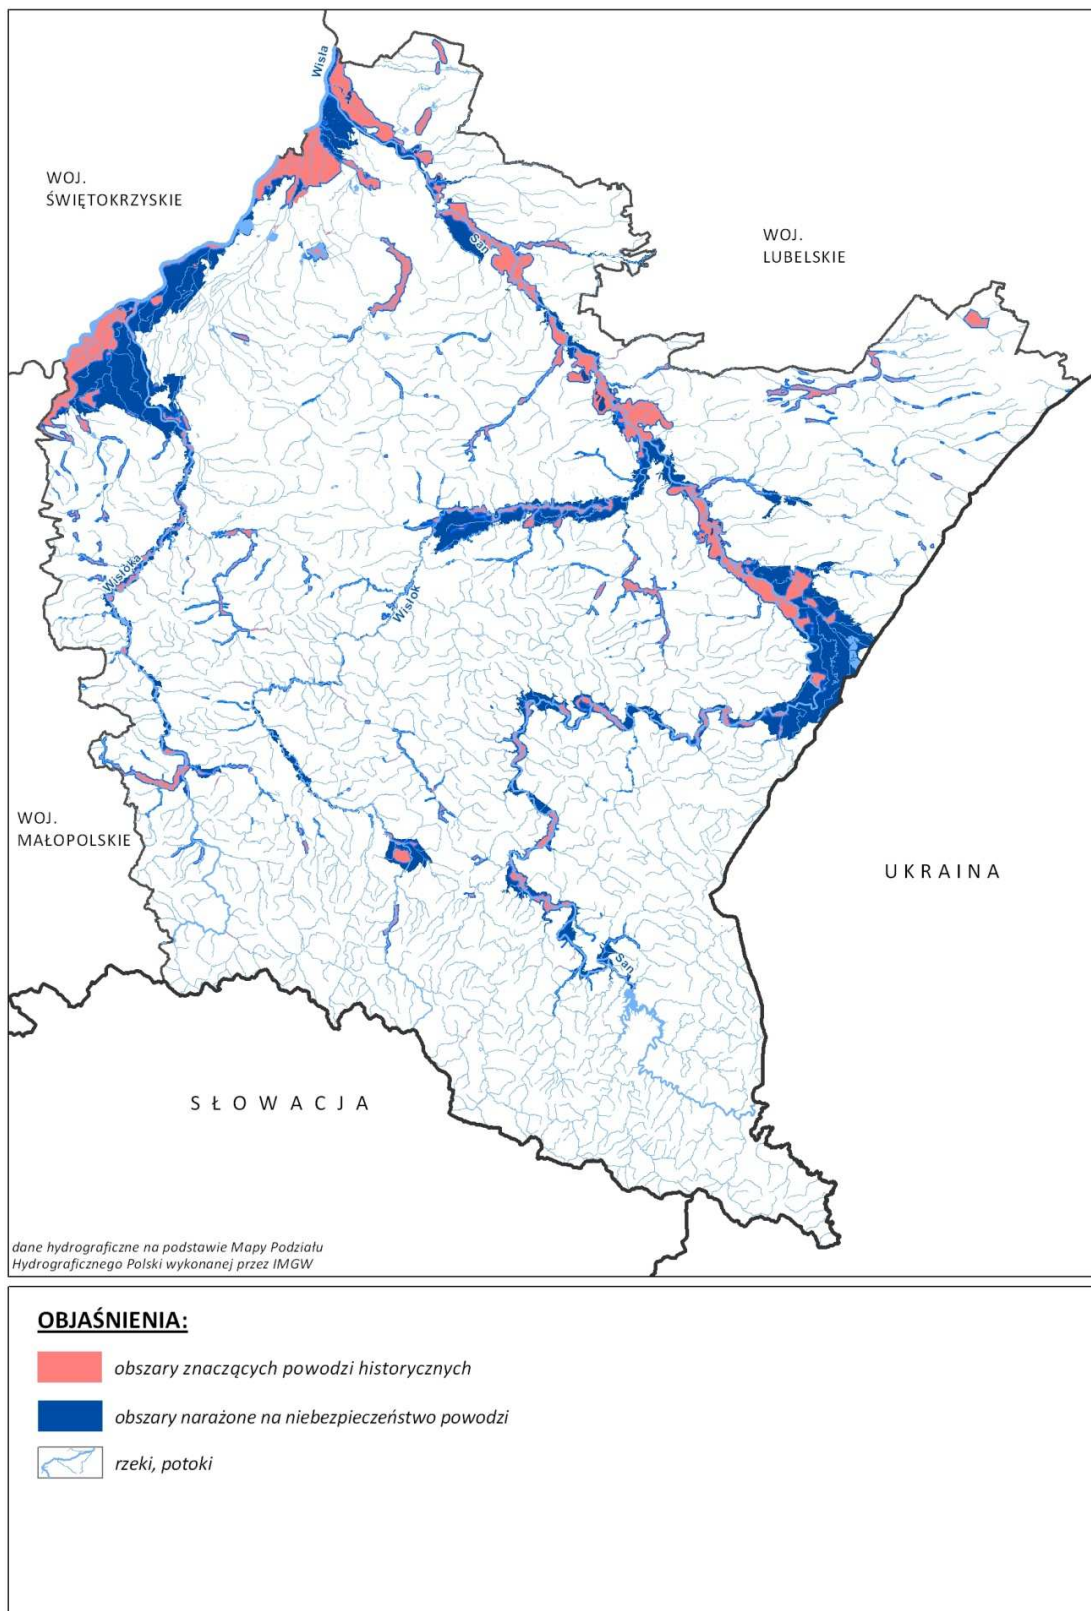 Wisła
WOJ.
ŚWIĘTOKRZYSKIE
San
WOJ.
LUBELSKIE
Wisłoka
Wisłok
WOJ.
MAŁOPOLSKIE
UKRAINA
San
SŁOWACJA
dane hydrograficzne na podstawie Mapy Podziału
Hydrograficznego Polski wykonanej przez IMGW
OBJAŚNIENIA:
obszary znaczących powodzi historycznych
obszary narażone na niebezpieczeństwo powodzi
rzeki, potoki